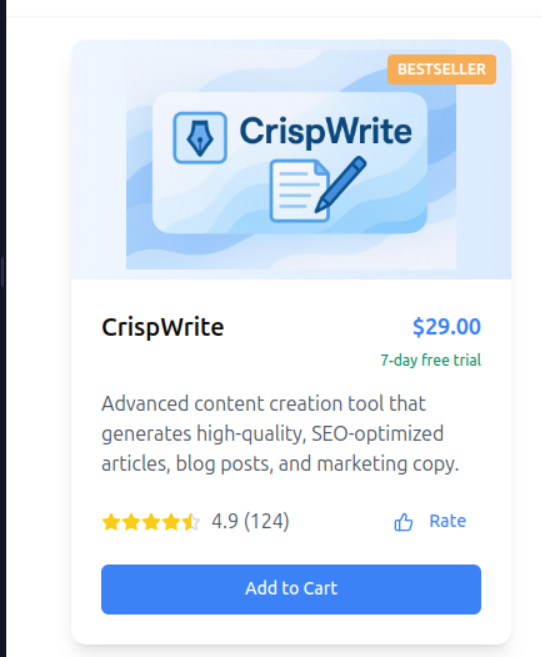 BESTSELLER
CrispWrite
CrispWrite
$29.00
7-day free trial
Advanced content creation tool that
generates high-quality, SEO-optimized
articles, blog posts, and marketing copy.
4.9 (124)
Rate
Add to Cart